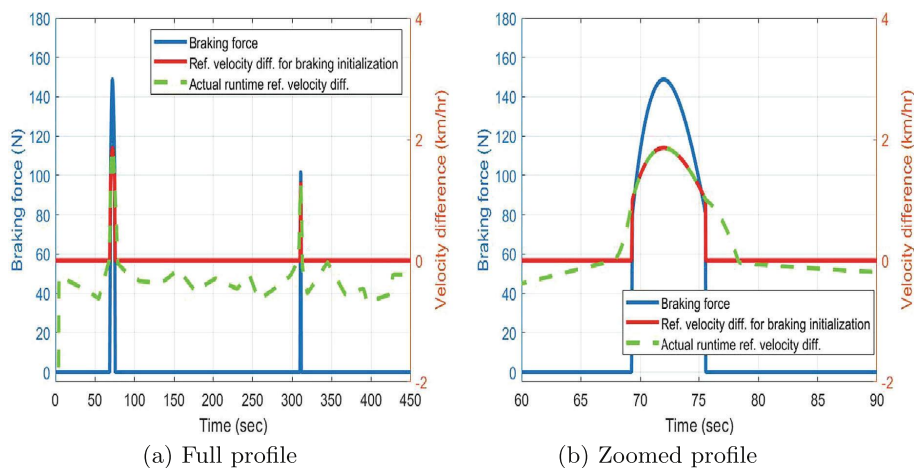 180
160
140
120
100
80
60
40
20
0
Braking force (N)
4
2
0
-2
Velocity difference (km/hr)
Braking force
Ref. velocity diff. for braking initialization
Actual runtime ref. velocity diff.
0 50 100 150 200 250 300 350 400 450
Time (sec)
(a) Full profile
180
160
140
120
100
80
60
40
20
0
Braking force (N)
4
2
0
-2
Velocity difference (km/hr)
Braking force
Ref. velocity diff. for braking initialization
Actual runtime ref. velocity diff.
60 65 70 75 80 85 90
Time (sec)
(b) Zoomed profile